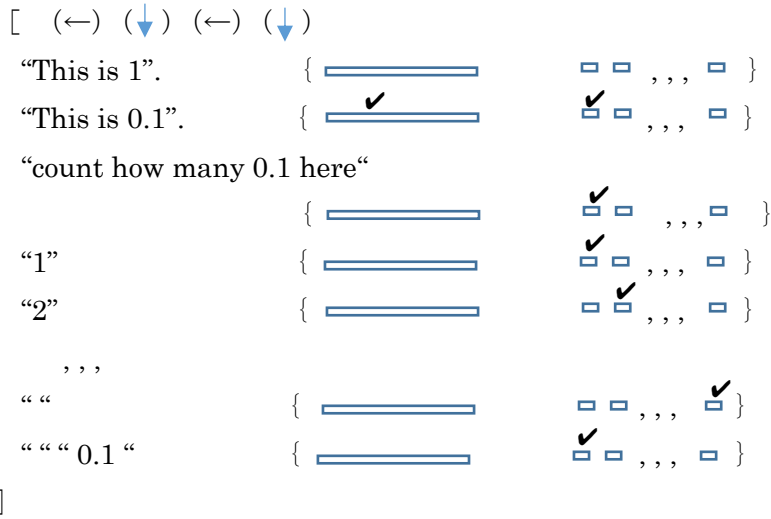 [ (←) (↓) (←) (↓)
“This is 1”. { , , , }
“This is 0.1”. { ✔ ✔ , , , }
“count how many 0.1 here“
{ ✔ , , , }
“1” { ✔ , , , }
“2” { ✔ , , , }
, , ,
“ “ { , , , ✔ }
“ “ “ 0.1 “ { ✔ , , , }
]